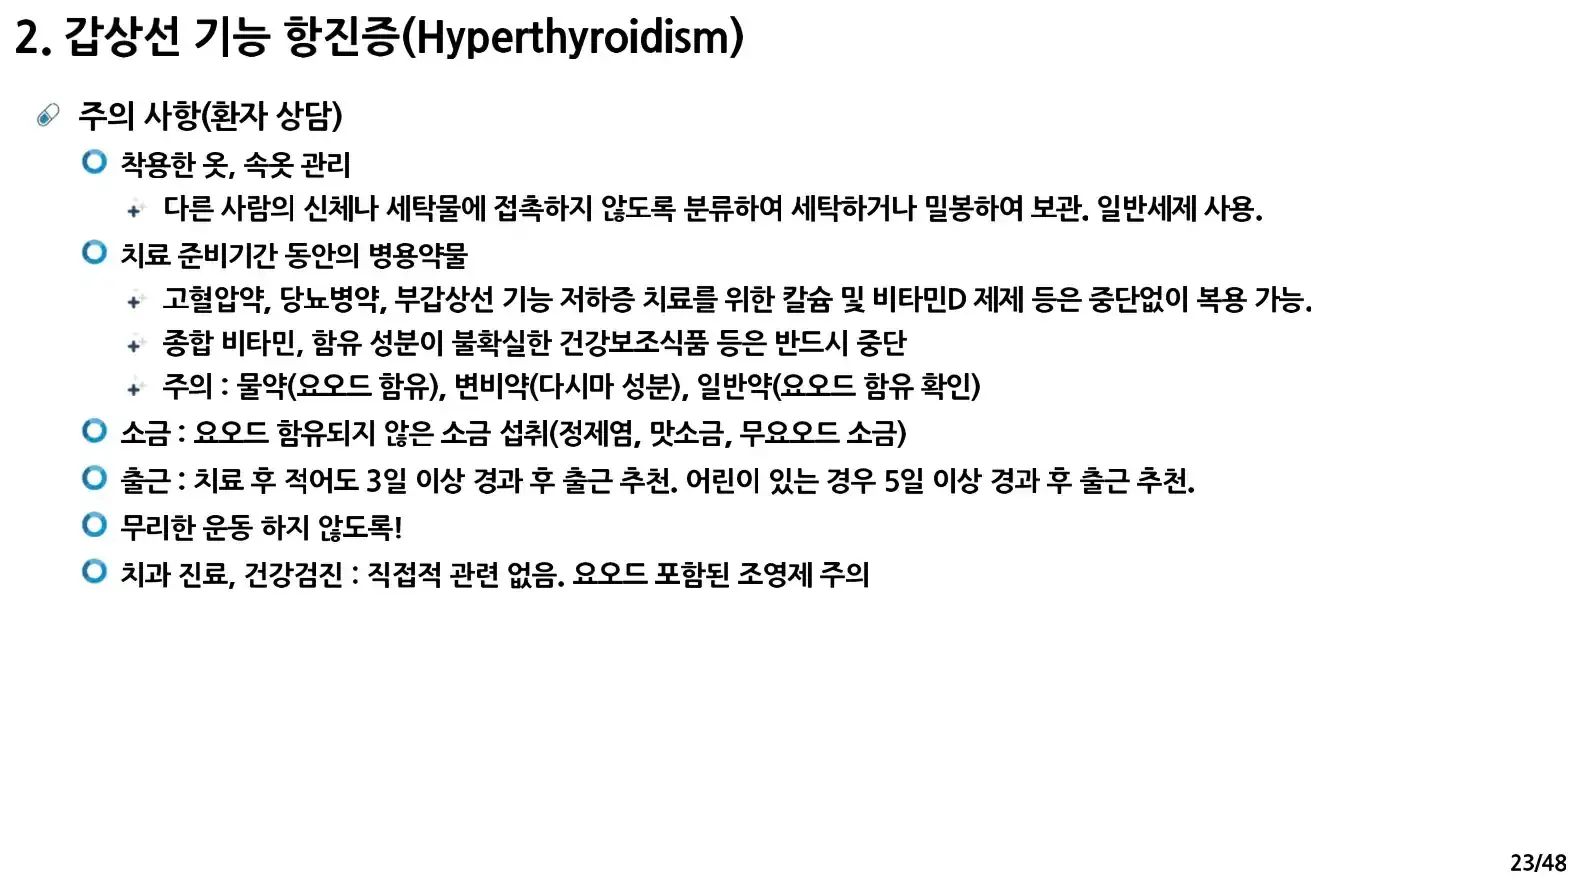 2. 갑상선 기능 항진증(Hyperthyroidism)
주의 사항(환자 상담)
착용한 옷, 속옷 관리
다른 사람의 신체나 세탁물에 접촉하지 않도록 분류하여 세탁하거나 밀봉하여 보관. 일반세제 사용.
치료 준비기간 동안의 병용약물
고혈압약, 당뇨병약, 부갑상선 기능 저하증 치료를 위한 칼슘 및 비타민D 제제 등은 중단없이 복용 가능.
종합 비타민, 함유 성분이 불확실한 건강보조식품 등은 반드시 중단
주의 : 물약(요오드 함유), 변비약(다시마 성분), 일반약(요오드 함유 확인)
소금 : 요오드 함유되지 않은 소금 섭취(정제염, 맛소금, 무요오드 소금)
출근 : 치료 후 적어도 3일 이상 경과 후 출근 추천. 어린이 있는 경우 5일 이상 경과 후 출근 추천.
무리한 운동 하지 않도록!
치과 진료, 건강검진 : 직접적 관련 없음. 요오드 포함된 조영제 주의
23/48